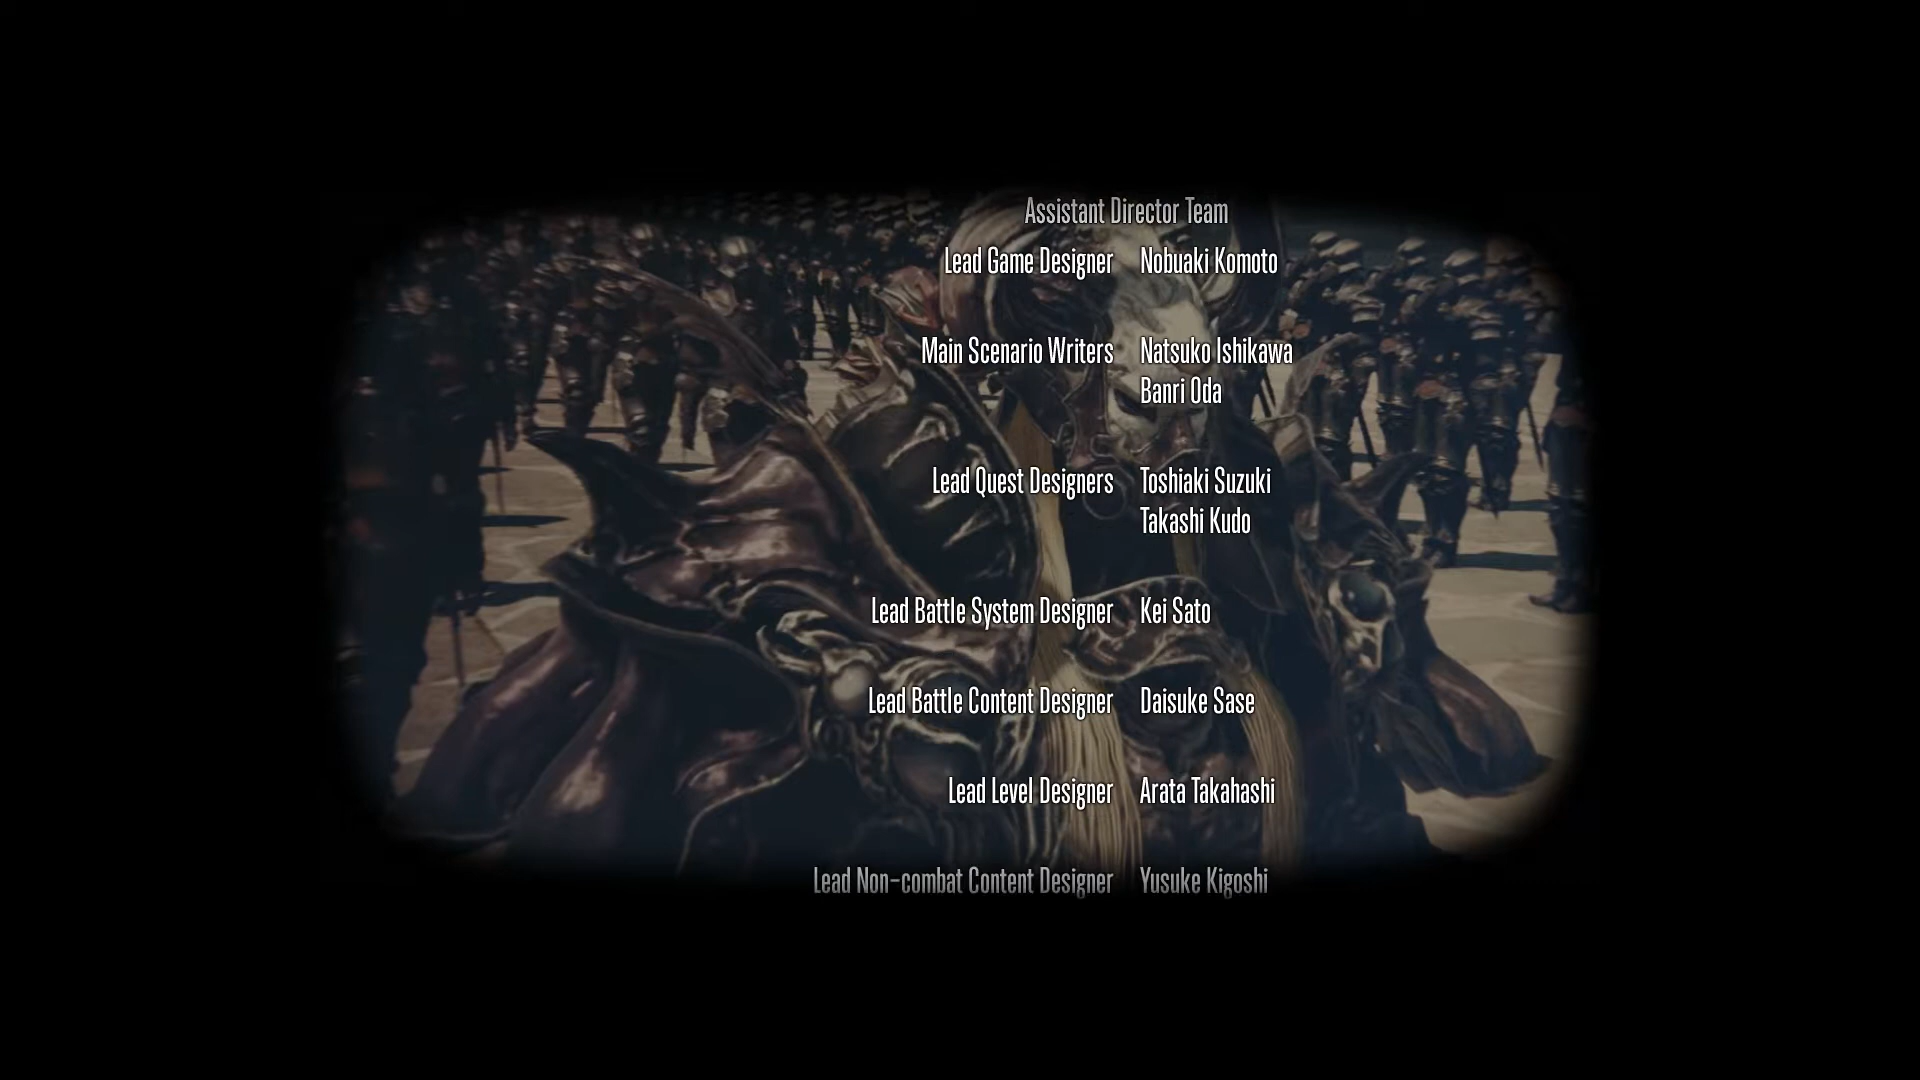 Assistant Director Team
Lead Game Designer Nobuaki Komoto
Main Scenario Writers Natsuko Ishikawa
Banri Oda
Lead Quest Designers Toshiaki Suzuki
Takashi Kudo
Lead Battle System Designer Kei Sato
Lead Battle Content Designer Daisuke Sase
Lead Level Designer Arata Takahashi
Lead Non-combat Content Designer Yusuke Kigoshi